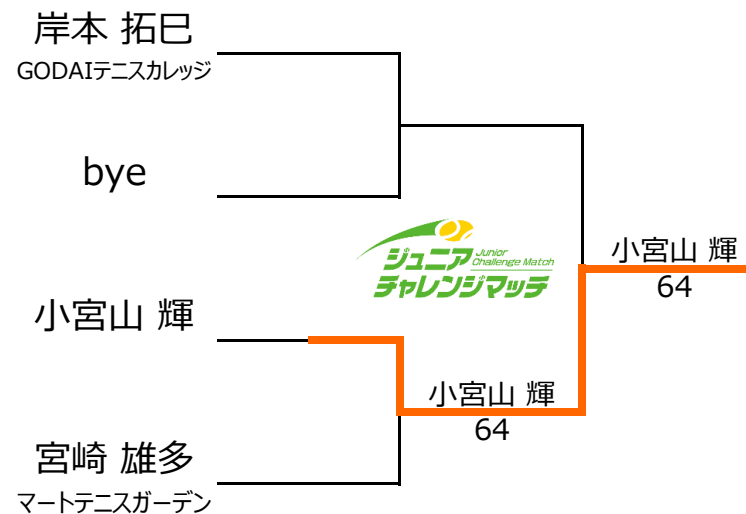 岸本 拓巳
GODAIテニスカレッジ
bye
ジュニア
Junior
Challenge Match
チャレンジマッチ
小宮山 輝
64
小宮山 輝
小宮山 輝
64
宮崎 雄多
マートテニスガーデン